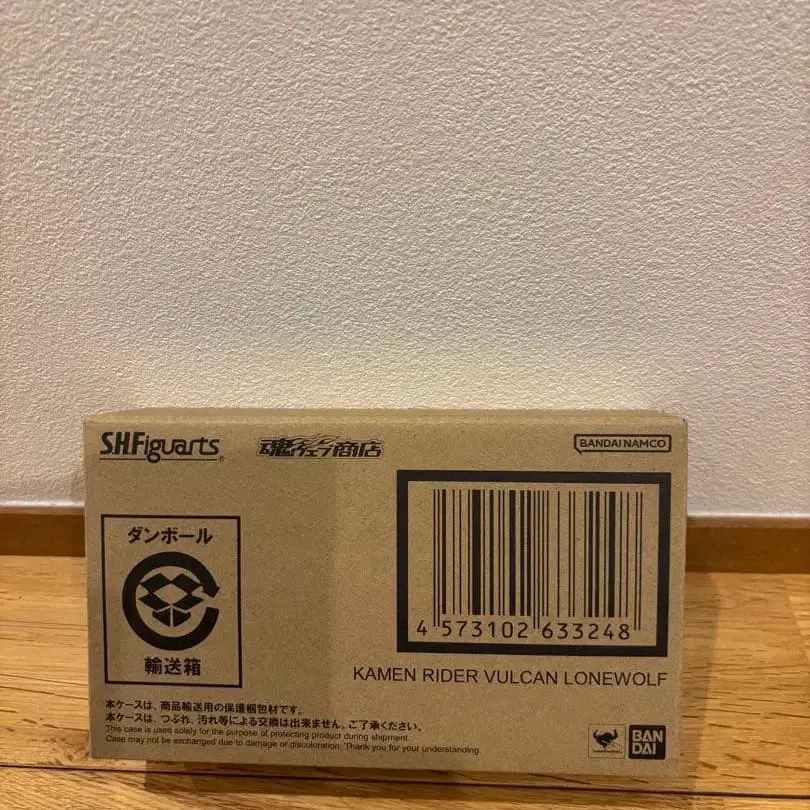 S.H.Figuarts
魂ウェブ商店
BANDAI NAMCO
ダンボール
輸送箱
4 573102 633248
KAMEN RIDER VULCAN LONEWOLF
本ケースは、商品輸送用の保護梱包材です。
本ケースは、つぶれ、汚れ等による交換は出来ません。ご了承ください。
This case is used solely for the purpose of protecting product during shipment.
Case may not be exchanged due to damage or discoloration. Thank you for your understanding.
BAN
DAI